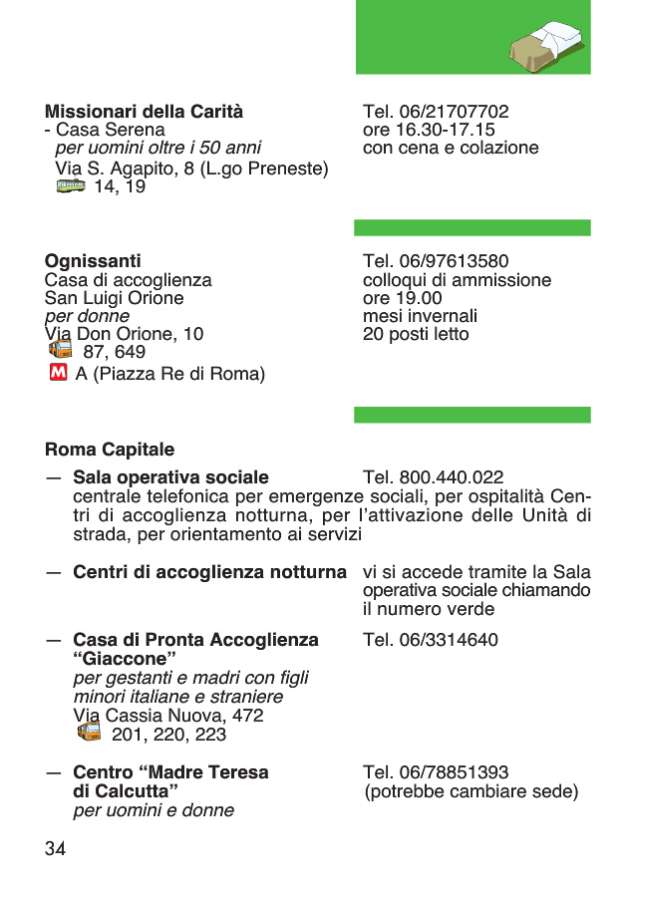 Missionari della Carità Tel. 06/21707702
- Casa Serena ore 16.30-17.15
per uomini oltre i 50 anni con cena e colazione
Via S. Agapito, 8 (L.go Preneste)
14, 19
Ognissanti Tel. 06/97613580
Casa di accoglienza colloqui di ammissione
San Luigi Orione ore 19.00
per donne mesi invernali
Via Don Orione, 10 20 posti letto
87, 649
M A (Piazza Re di Roma)
Roma Capitale
— Sala operativa sociale Tel. 800.440.022
centrale telefonica per emergenze sociali, per ospitalità Cen-
tri di accoglienza notturna, per l'attivazione delle Unità di
strada, per orientamento ai servizi
— Centri di accoglienza notturna vi si accede tramite la Sala
operativa sociale chiamando
il numero verde
— Casa di Pronta Accoglienza Tel. 06/3314640
“Giaccone”
per gestanti e madri con figli
minori italiane e straniere
Via Cassia Nuova, 472
201, 220, 223
— Centro “Madre Teresa Tel. 06/78851393
di Calcutta” (potrebbe cambiare sede)
per uomini e donne
34